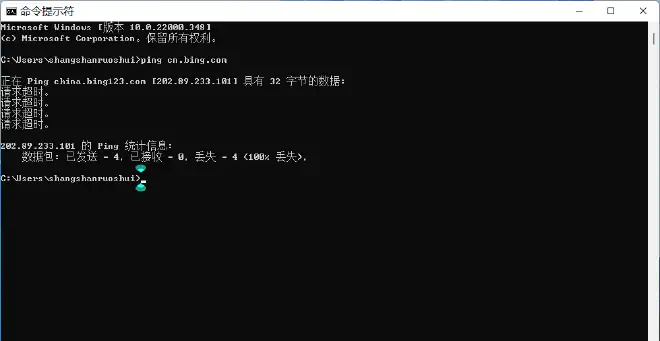 命令提示符
Microsoft Windows [版本 10.0.22000.348]
(c) Microsoft Corporation。保留所有权利。
C:\Users\shangshanruoshui>ping cn.bing.com
正在 Ping china.bing123.com [202.89.233.101] 具有 32 字节的数据:
请求超时。
请求超时。
请求超时。
请求超时。
202.89.233.101 的 Ping 统计信息:
数据包: 已发送 = 4，已接收 = 0，丢失 = 4 (100% 丢失)，
C:\Users\shangshanruoshui>